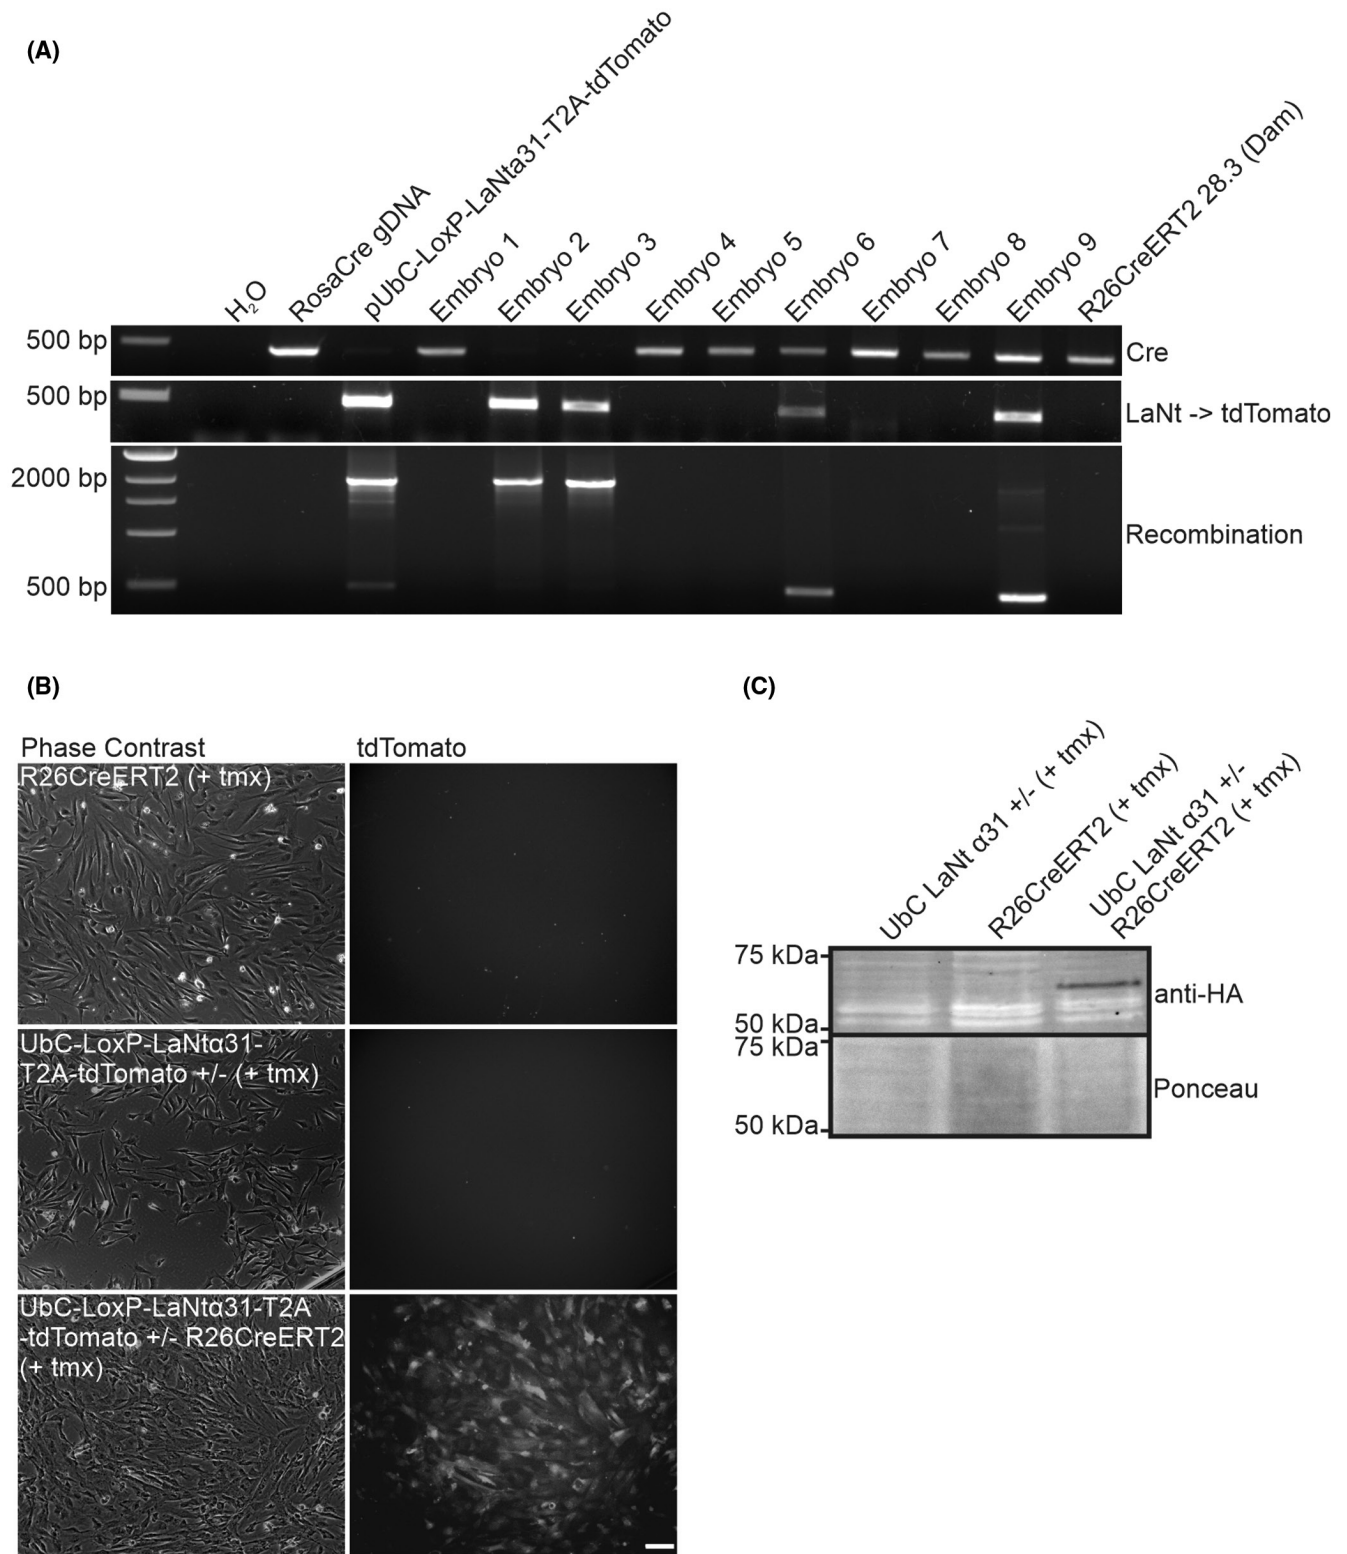 (A)
H₂O
RosaCre gDNA
pUbC-LoxP-LaNta31-T2A-tdTomato
Embryo 1
Embryo 2
Embryo 3
Embryo 4
Embryo 5
Embryo 6
Embryo 7
Embryo 8
Embryo 9
R26CreERT2 28.3 (Dam)
500 bp
Cre
500 bp
LaNt -> tdTomato
2000 bp
Recombination
500 bp
(B)
Phase Contrast
tdTomato
R26CreERT2 (+ tmx)
UbC-LoxP-LaNtα31-
T2A-tdTomato +/- (+ tmx)
UbC-LoxP-LaNtα31-T2A
-tdTomato +/- R26CreERT2
(+ tmx)
(C)
UbC LaNt α31 +/- (+ tmx)
R26CreERT2 (+ tmx)
UbC LaNt α31 +/-
R26CreERT2 (+ tmx)
75 kDa
anti-HA
50 kDa
75 kDa
Ponceau
50 kDa